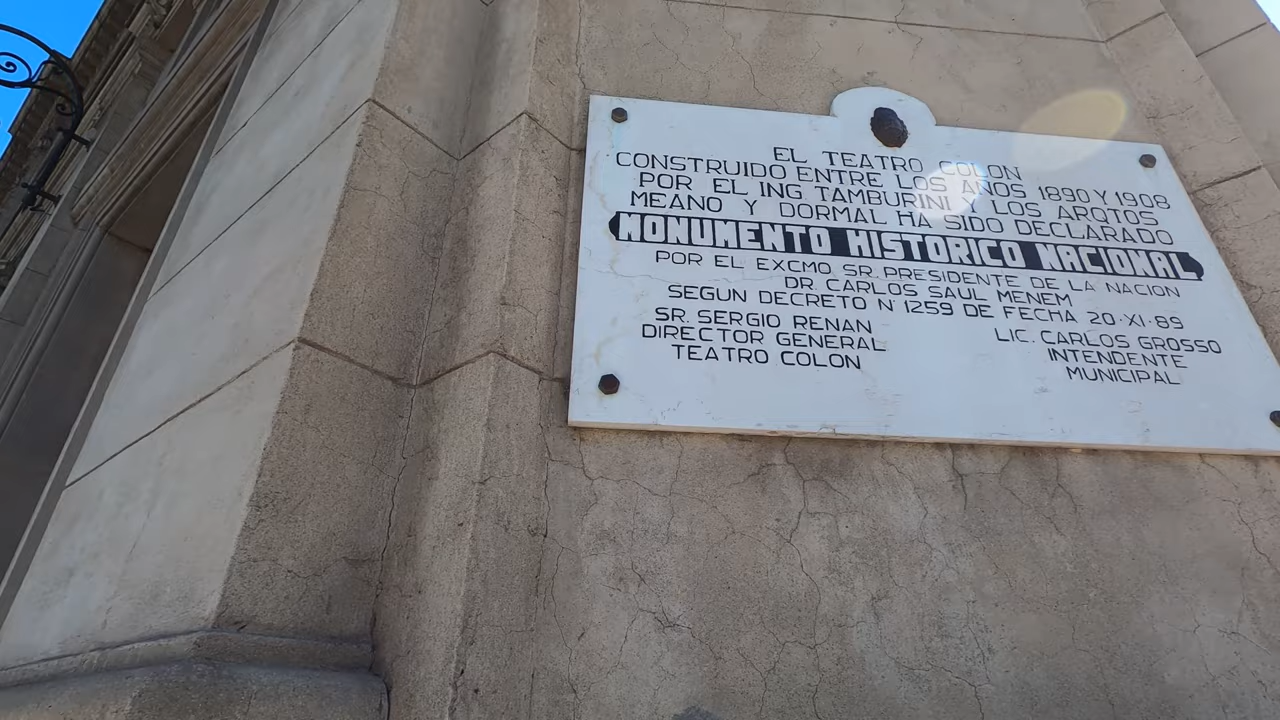 EL TEATRO COLON
CONSTRUIDO ENTRE LOS AÑOS 1890 Y 1908
POR EL ING TAMBURINI Y LOS ARQTOS
MEANO Y DORMAL HA SIDO DECLARADO
MONUMENTO HISTORICO NACIONAL
POR EL EXCMO SR. PRESIDENTE DE LA NACION
DR. CARLOS SAUL MENEM
SEGUN DECRETO N° 1259 DE FECHA 20·XI·89
SR. SERGIO RENAN
DIRECTOR GENERAL
TEATRO COLON
LIC. CARLOS GROSSO
INTENDENTE
MUNICIPAL